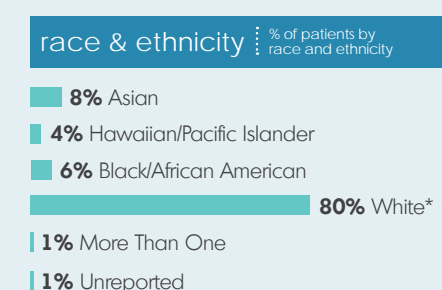 race & ethnicity
% of patients by
race and ethnicity
8% Asian
4% Hawaiian/Pacific Islander
6% Black/African American
80% White*
1% More Than One
1% Unreported